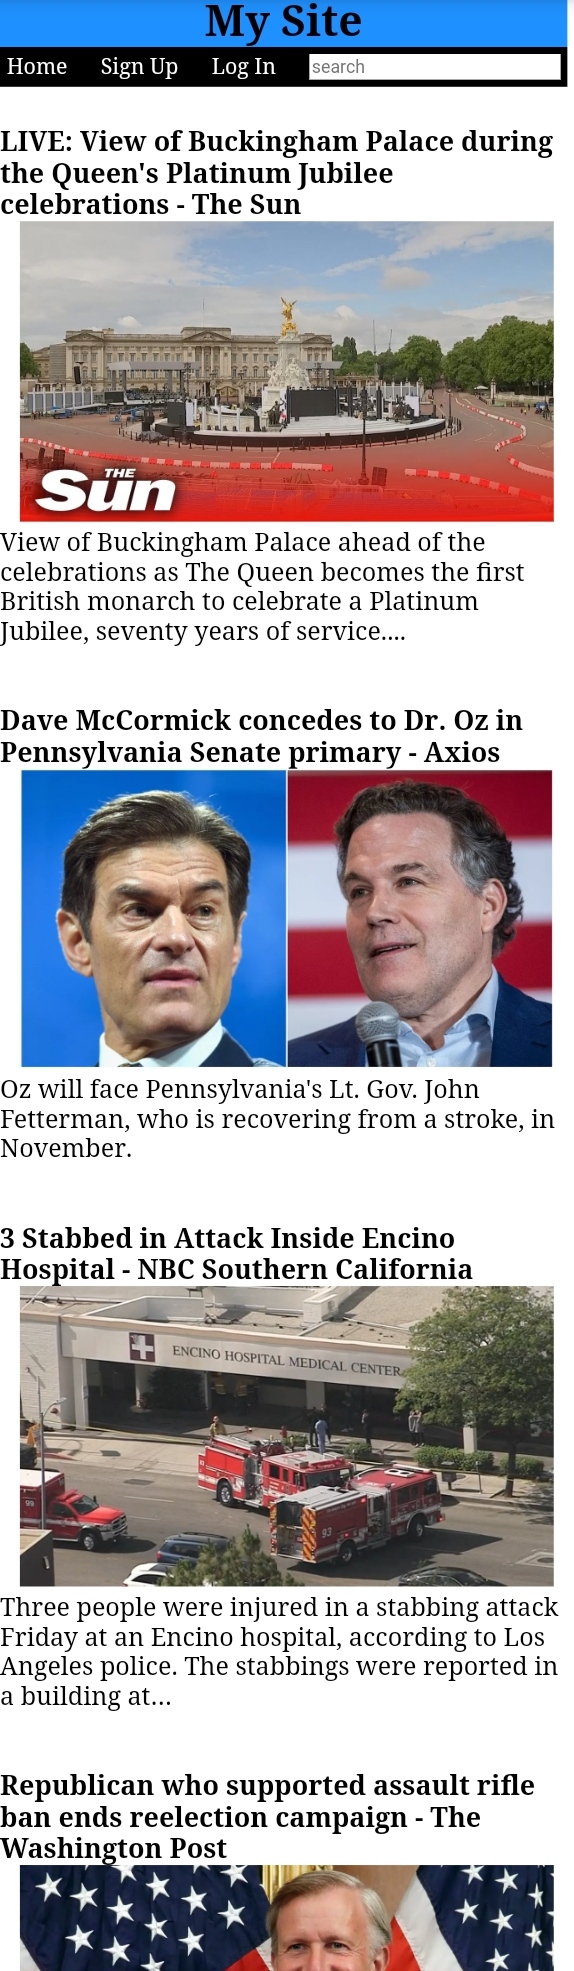 My Site
Home Sign Up Log In search
LIVE: View of Buckingham Palace during
the Queen's Platinum Jubilee
celebrations - The Sun
THE
Sun
View of Buckingham Palace ahead of the
celebrations as The Queen becomes the first
British monarch to celebrate a Platinum
Jubilee, seventy years of service....
Dave McCormick concedes to Dr. Oz in
Pennsylvania Senate primary - Axios
Oz will face Pennsylvania's Lt. Gov. John
Fetterman, who is recovering from a stroke, in
November.
3 Stabbed in Attack Inside Encino
Hospital - NBC Southern California
ENCINO HOSPITAL MEDICAL CENTER
99
93
Three people were injured in a stabbing attack
Friday at an Encino hospital, according to Los
Angeles police. The stabbings were reported in
a building at...
Republican who supported assault rifle
ban ends reelection campaign - The
Washington Post